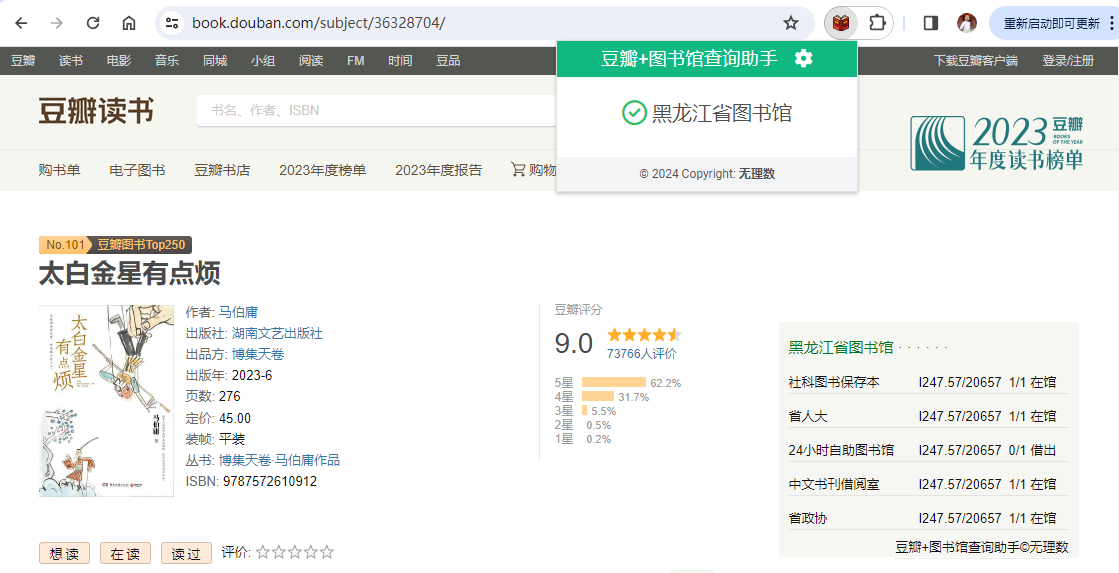 book.douban.com/subject/36328704/
重新启动即可更新
豆瓣 读书 电影 音乐 同城 小组 阅读 FM 时间 豆品
下载豆瓣客户端 登录/注册
豆瓣+图书馆查询助手
黑龙江省图书馆
© 2024 Copyright: 无理数
豆瓣读书
书名、作者、ISBN
2023 豆瓣
BOOKS OF THE YEAR
年度读书榜单
购书单 电子图书 豆瓣书店 2023年度榜单 2023年度报告 购物
No.101 豆瓣图书Top250
太白金星有点烦
太白金星有点烦
马伯庸
作者: 马伯庸
出版社: 湖南文艺出版社
出品方: 博集天卷
出版年: 2023-6
页数: 276
定价: 45.00
装帧: 平装
丛书: 博集天卷·马伯庸作品
ISBN: 9787572610912
豆瓣评分
9.0
73766人评价
5星 62.2%
4星 31.7%
3星 5.5%
2星 0.5%
1星 0.2%
黑龙江省图书馆 · · · · · ·
社科图书保存本 I247.57/20657 1/1 在馆
省人大 I247.57/20657 1/1 在馆
24小时自助图书馆 I247.57/20657 0/1 借出
中文书刊借阅室 I247.57/20657 1/1 在馆
省政协 I247.57/20657 1/1 在馆
豆瓣+图书馆查询助手©无理数
想读 在读 读过 评价: